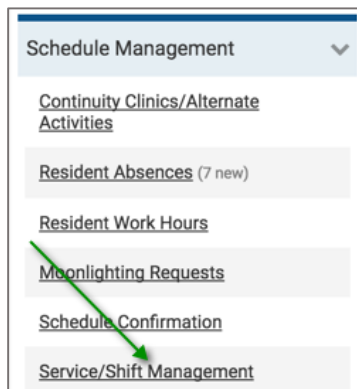 Schedule Management
Continuity Clinics/Alternate
Activities
Resident Absences (7 new)
Resident Work Hours
Moonlighting Requests
Schedule Confirmation
Service/Shift Management